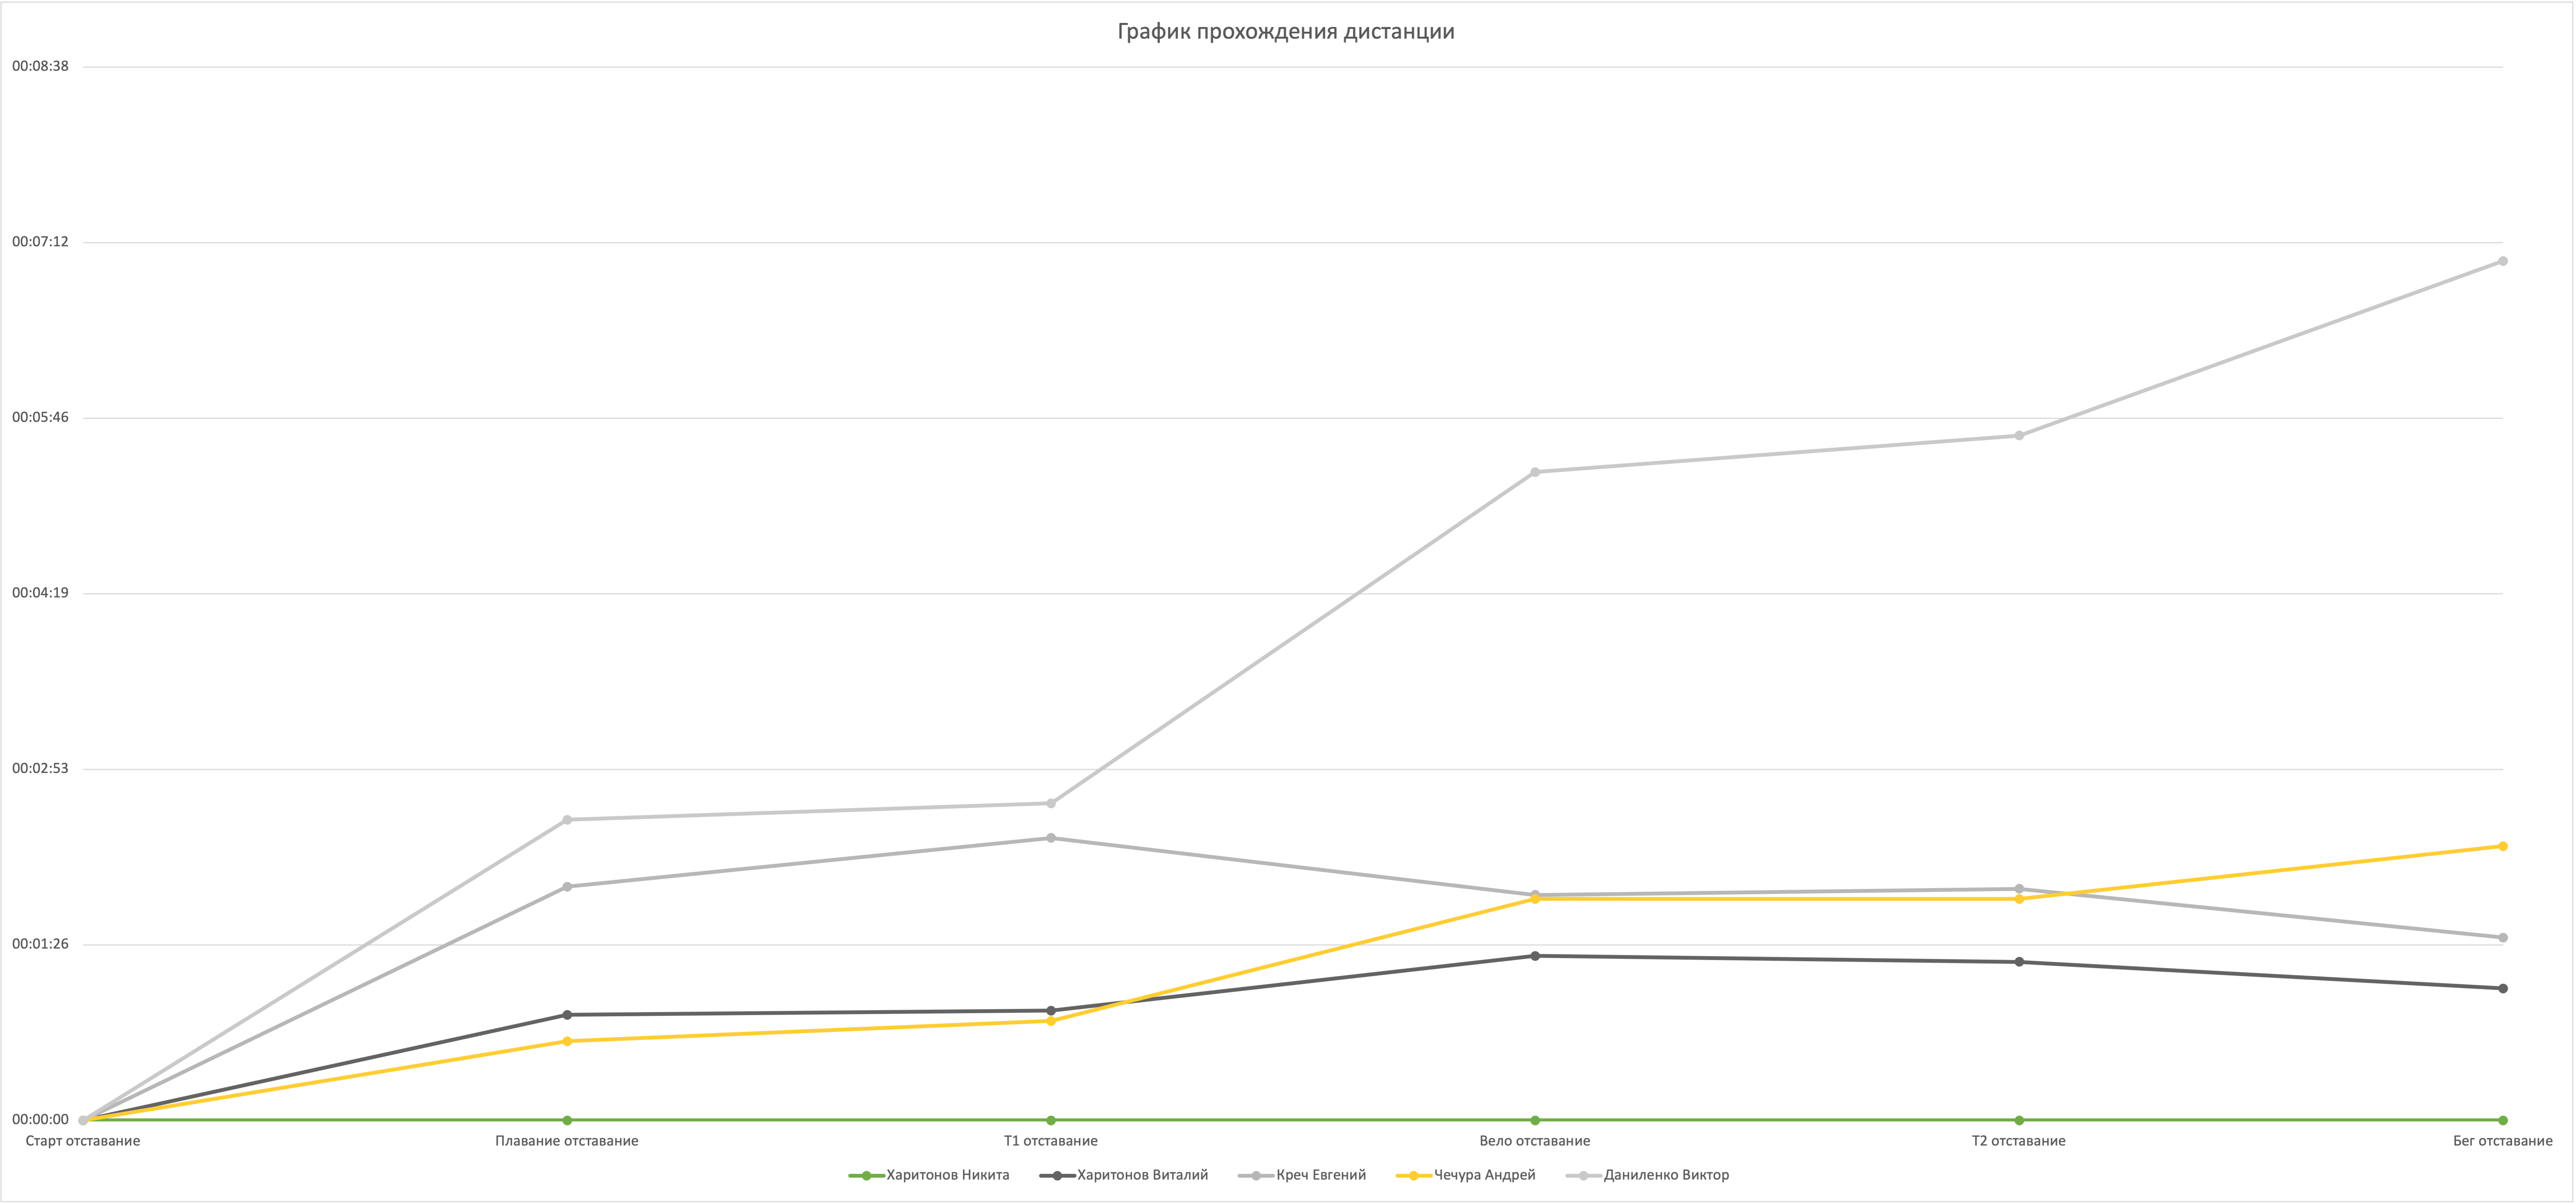 График прохождения дистанции
00:08:38
00:07:12
00:05:46
00:04:19
00:02:53
00:01:26
00:00:00
Старт отставание Плавание отставание Т1 отставание Вело отставание Т2 отставание Бег отставание
Харитонов Никита Харитонов Виталий Креч Евгений Чечура Андрей Даниленко Виктор